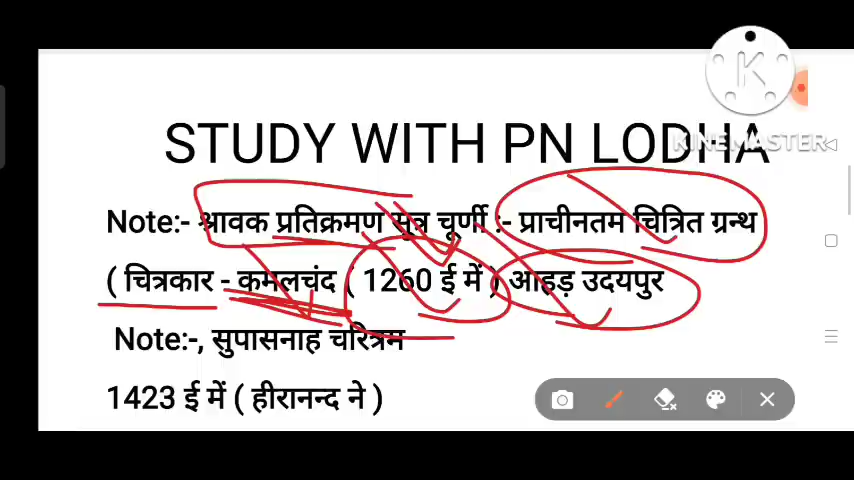 K
KINEMASTER
STUDY WITH PN LODHA
Note:- श्रावक प्रतिक्रमण सुत्र चूर्णी :- प्राचीनतम चित्रित ग्रन्थ
( चित्रकार - कमलचंद ( 1260 ई में ) आहड़ उदयपुर
Note:-, सुपासनाह चरित्रम
1423 ई में ( हीरानन्द ने )